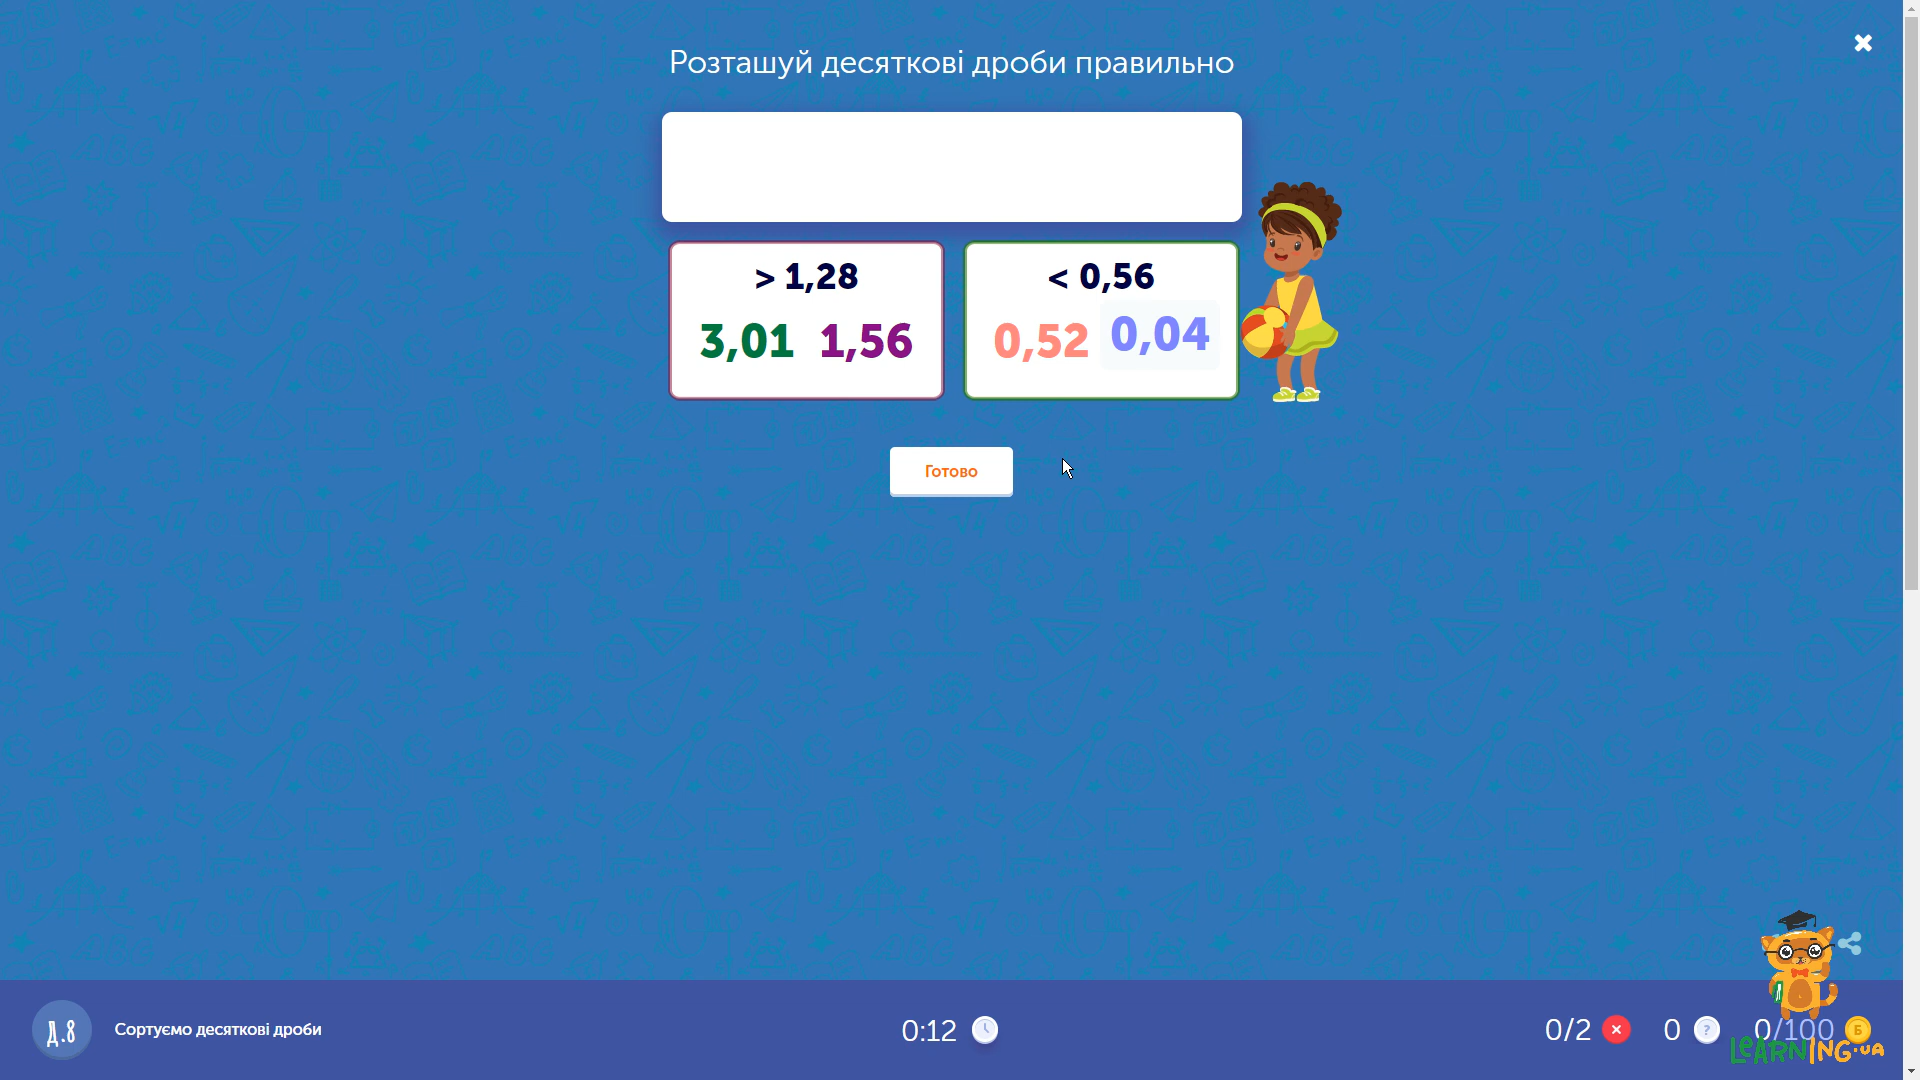 Розташуй десяткові дроби правильно
> 1,28
3,01 1,56
< 0,56
0,52 0,04
Готово
Д.8
Сортуємо десяткові дроби
0:12
0/2
0 ?
0/100 Б
LEARNING.UA